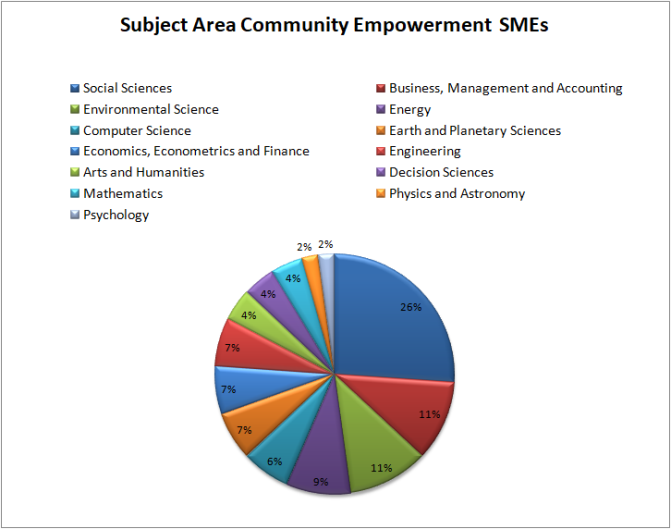 Subject Area Community Empowerment SMEs
Social Sciences
Business, Management and Accounting
Environmental Science
Energy
Computer Science
Earth and Planetary Sciences
Economics, Econometrics and Finance
Engineering
Arts and Humanities
Decision Sciences
Mathematics
Physics and Astronomy
Psychology
2%
2%
4%
26%
4%
4%
7%
7%
11%
7%
6%
11%
9%